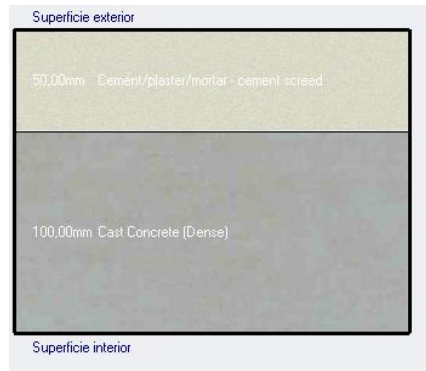 Superficie exterior
50,00mm Cement/plaster/mortar - cement screed
100,00mm Cast Concrete (Dense)
Superficie interior